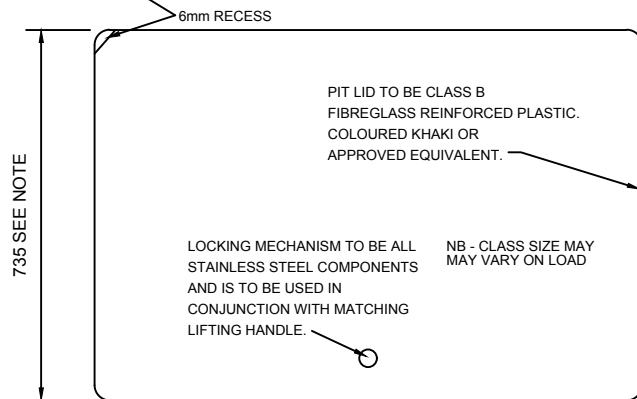 6mm RECESS
PIT LID TO BE CLASS B
FIBREGLASS REINFORCED PLASTIC.
COLOURED KHAKI OR
APPROVED EQUIVALENT.
735 SEE NOTE
LOCKING MECHANISM TO BE ALL
STAINLESS STEEL COMPONENTS
AND IS TO BE USED IN
CONJUNCTION WITH MATCHING
LIFTING HANDLE.
NB - CLASS SIZE MAY
MAY VARY ON LOAD